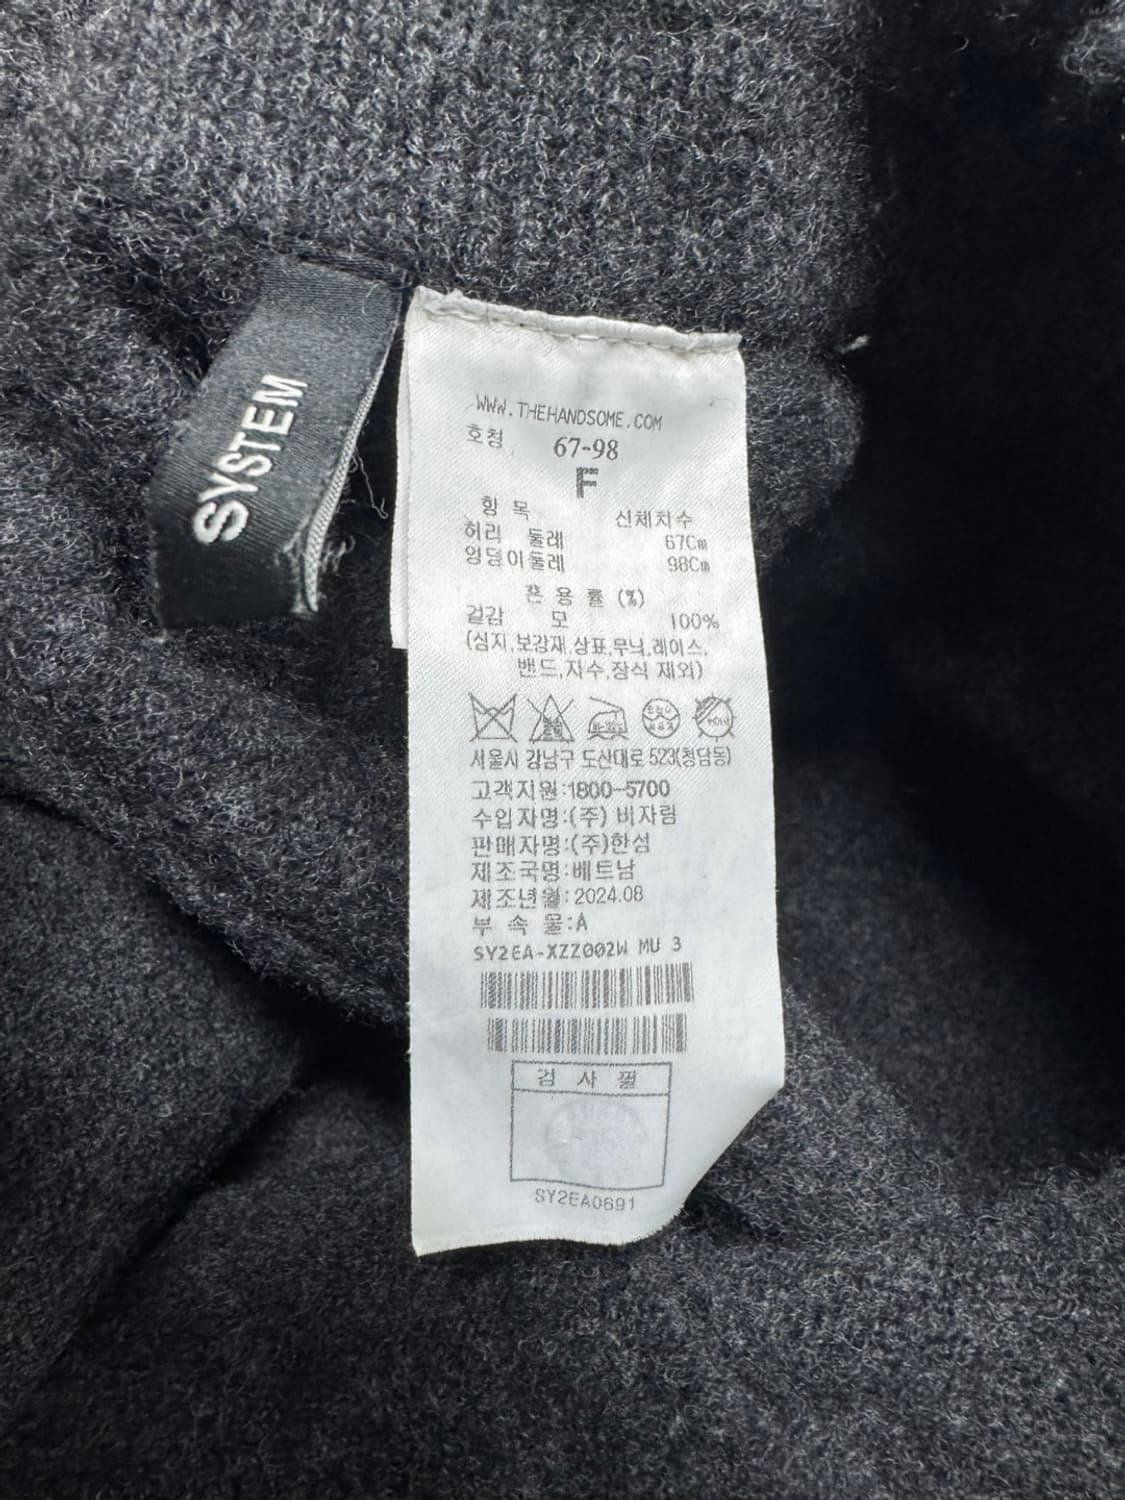 SYSTEM
WWW.THEHANDSOME.COM
호칭 67-98
F
항 목 신체치수
허리 둘레 67Cm
엉덩이둘레 98Cm
혼 용 률 (%)
겉감 모 100%
(심지,보강재,상표,무늬,레이스,
밴드,자수,장식 제외)
서울시 강남구 도산대로 523(청담동)
고객지원:1800-5700
수입자명:(주) 비자림
판매자명:(주)한섬
제조국명:베트남
제조년월:2024.08
부 속 물:A
SY2EA-XZZ002W MU 3
검 사 필
SY2EA0691